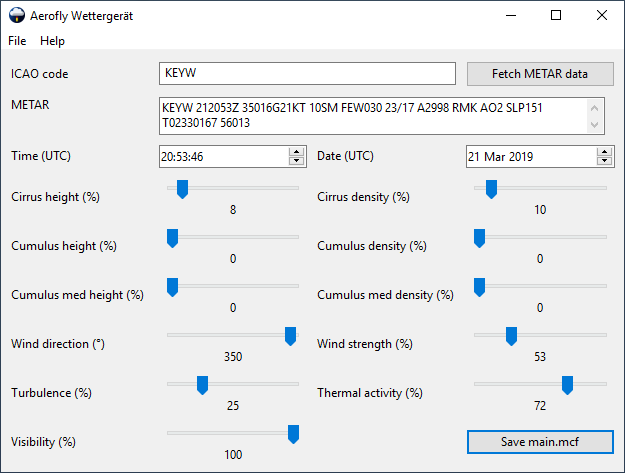 Aerofly Wettergerät
File Help
ICAO code KEYW Fetch METAR data
METAR KEYW 212053Z 35016G21KT 10SM FEW030 23/17 A2998 RMK AO2 SLP151
T02330167 56013
Time (UTC) 20:53:46 Date (UTC) 21 Mar 2019
Cirrus height (%) Cirrus density (%)
8 10
Cumulus height (%) Cumulus density (%)
0 0
Cumulus med height (%) Cumulus med density (%)
0 0
Wind direction (°) Wind strength (%)
350 53
Turbulence (%) Thermal activity (%)
25 72
Visibility (%) Save main.mcf
100